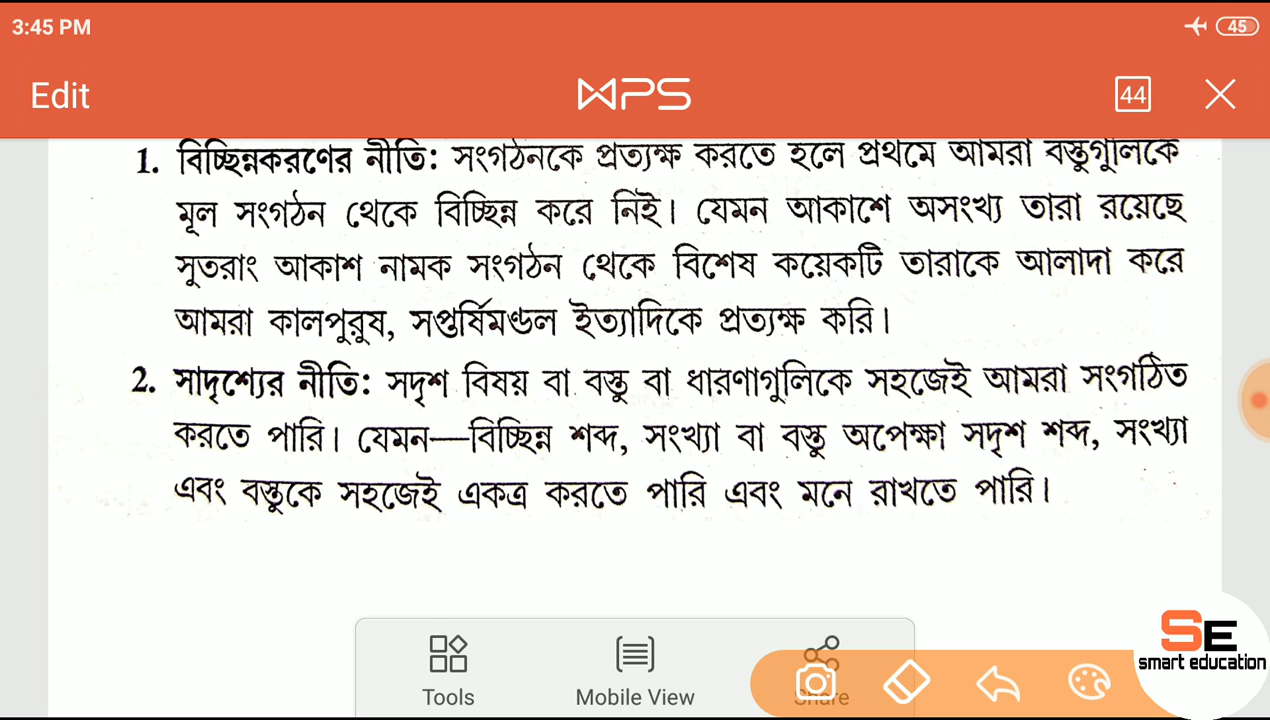 3:45 PM
45
Edit
WPS
44
1. বিচ্ছিন্নকরণের নীতি: সংগঠনকে প্রত্যক্ষ করতে হলে প্রথমে আমরা বস্তুগুলিকে
মূল সংগঠন থেকে বিচ্ছিন্ন করে নিই। যেমন আকাশে অসংখ্য তারা রয়েছে
সুতরাং আকাশ নামক সংগঠন থেকে বিশেষ কয়েকটি তারাকে আলাদা করে
আমরা কালপুরুষ, সপ্তর্ষিমণ্ডল ইত্যাদিকে প্রত্যক্ষ করি।
2. সাদৃশ্যের নীতি: সদৃশ বিষয় বা বস্তু বা ধারণাগুলিকে সহজেই আমরা সংগঠিত
করতে পারি। যেমন—বিচ্ছিন্ন শব্দ, সংখ্যা বা বস্তু অপেক্ষা সদৃশ শব্দ, সংখ্যা
এবং বস্তুকে সহজেই একত্র করতে পারি এবং মনে রাখতে পারি।
Tools
Mobile View
Share
SE
smart education